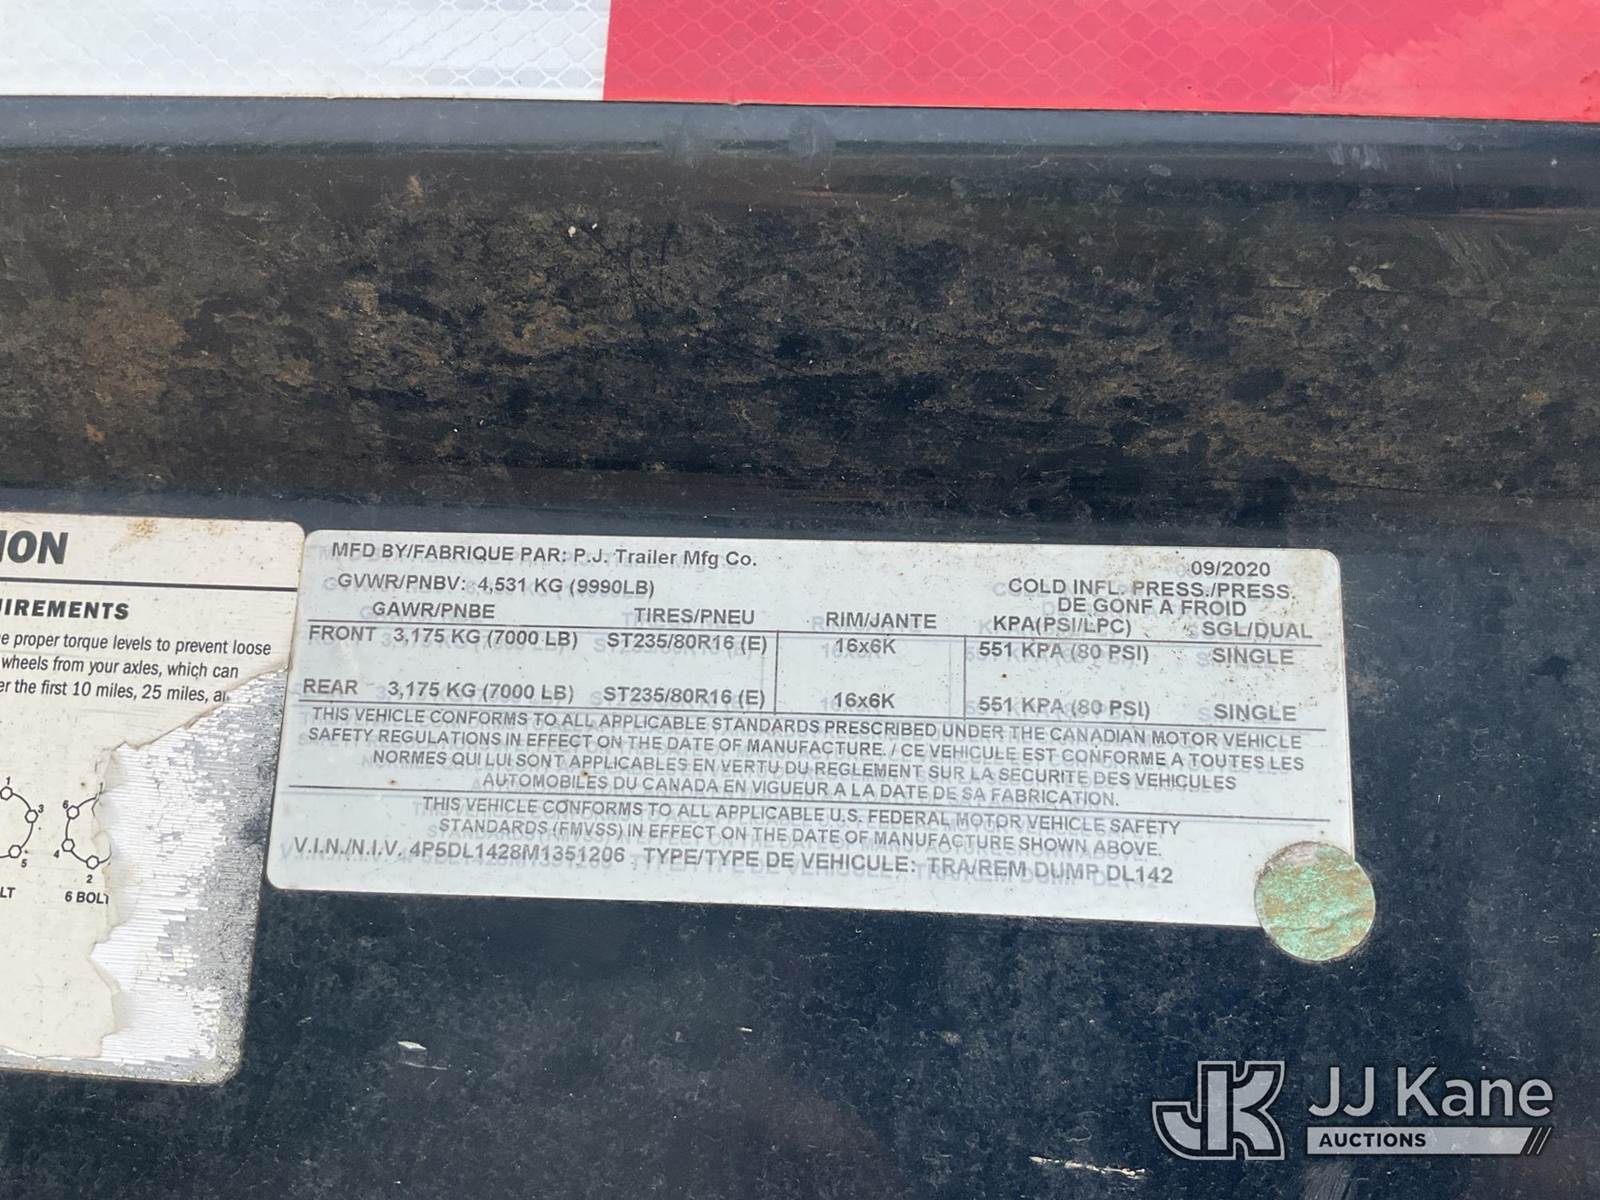 ION
IREMENTS
e proper torque levels to prevent loose
wheels from your axles, which can
er the first 10 miles, 25 miles, a
1
3
5
6
4
2
LT
6 BOLT
MFD BY/FABRIQUE PAR: P.J. Trailer Mfg Co.
09/2020
GVWR/PNBV: 4,531 KG (9990LB)
COLD INFL. PRESS./PRESS.
DE GONF A FROID
GAWR/PNBE TIRES/PNEU RIM/JANTE KPA(PSI/LPC) SGL/DUAL
FRONT 3,175 KG (7000 LB) ST235/80R16 (E) 16x6K 551 KPA (80 PSI) SINGLE
REAR 3,175 KG (7000 LB) ST235/80R16 (E) 16x6K 551 KPA (80 PSI) SINGLE
THIS VEHICLE CONFORMS TO ALL APPLICABLE STANDARDS PRESCRIBED UNDER THE CANADIAN MOTOR VEHICLE
SAFETY REGULATIONS IN EFFECT ON THE DATE OF MANUFACTURE. / CE VEHICULE EST CONFORME A TOUTES LES
NORMES QUI LUI SONT APPLICABLES EN VERTU DU REGLEMENT SUR LA SECURITE DES VEHICULES
AUTOMOBILES DU CANADA EN VIGUEUR A LA DATE DE SA FABRICATION.
THIS VEHICLE CONFORMS TO ALL APPLICABLE U.S. FEDERAL MOTOR VEHICLE SAFETY
STANDARDS (FMVSS) IN EFFECT ON THE DATE OF MANUFACTURE SHOWN ABOVE.
V.I.N./N.I.V. 4P5DL1428M1351206 TYPE/TYPE DE VEHICULE: TRA/REM DUMP DL142
JK JJ Kane
AUCTIONS